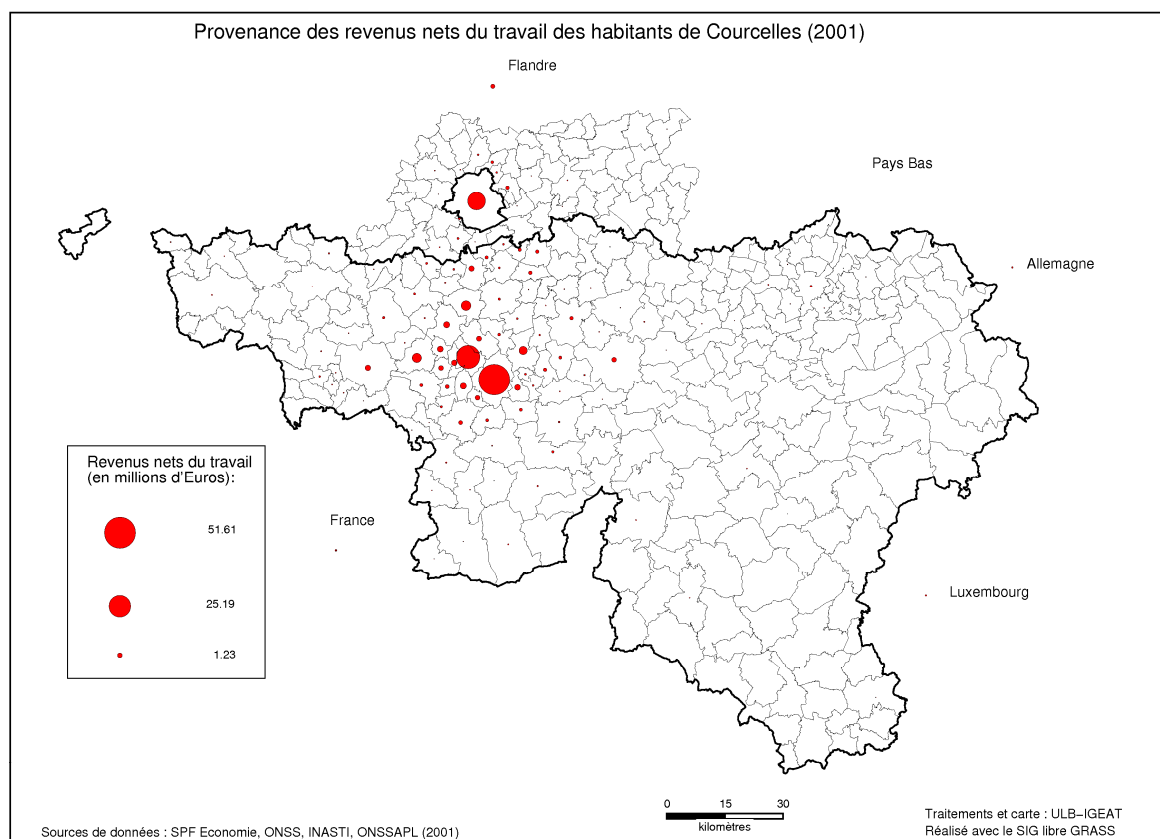 Provenance des revenus nets du travail des habitants de Courcelles (2001)
Flandre
Pays Bas
Allemagne
Revenus nets du travail
(en millions d'Euros):
51.61
25.19
1.23
France
Luxembourg
0 15 30
kilomètres
Sources de données : SPF Economie, ONSS, INASTI, ONSSAPL (2001)
Traitements et carte : ULB-IGEAT
Réalisé avec le SIG libre GRASS